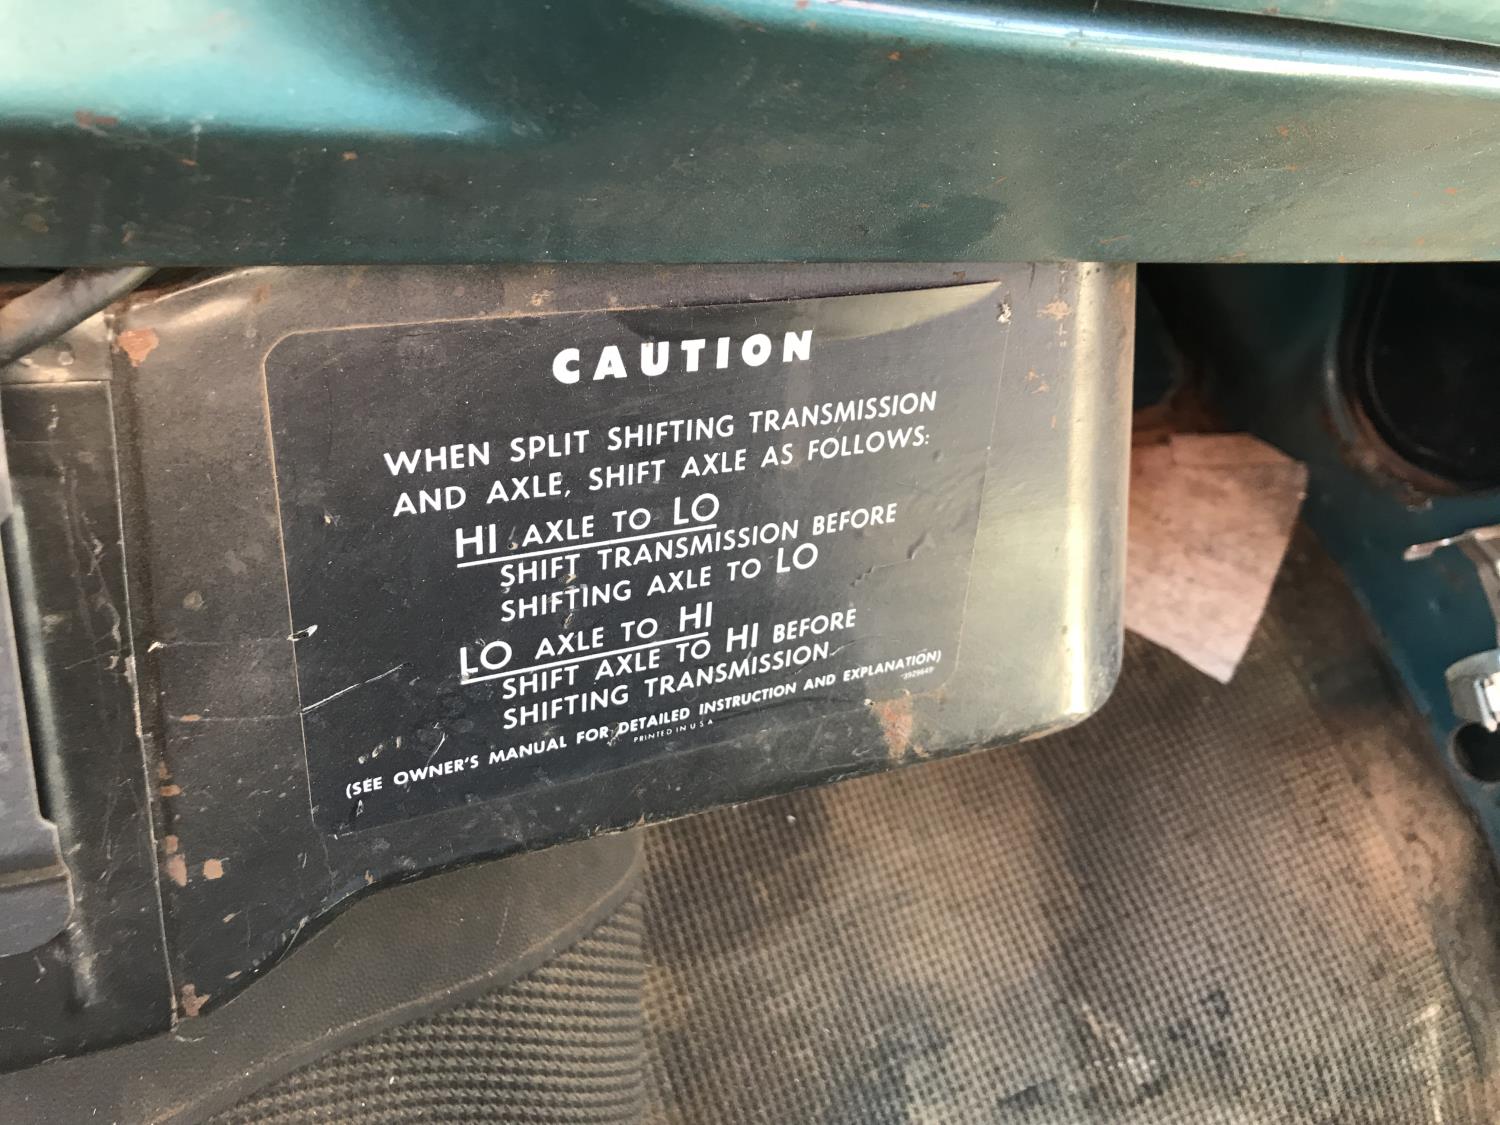 CAUTION
WHEN SPLIT SHIFTING TRANSMISSION
AND AXLE, SHIFT AXLE AS FOLLOWS:
HI AXLE TO LO
SHIFT TRANSMISSION BEFORE
SHIFTING AXLE TO LO
LO AXLE TO HI
SHIFT AXLE TO HI BEFORE
SHIFTING TRANSMISSION
(SEE OWNER'S MANUAL FOR DETAILED INSTRUCTION AND EXPLANATION)
PRINTED IN U S A